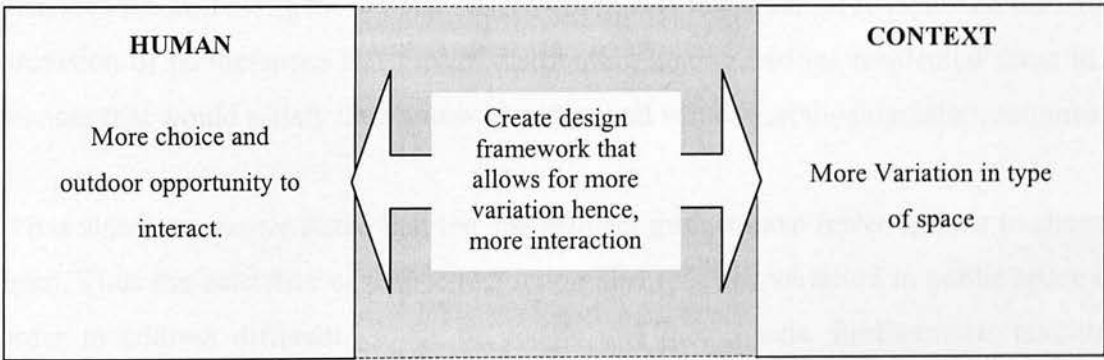 HUMAN
More choice and
outdoor opportunity to
interact.
Create design
framework that
allows for more
variation hence,
more interaction
CONTEXT
More Variation in type
of space